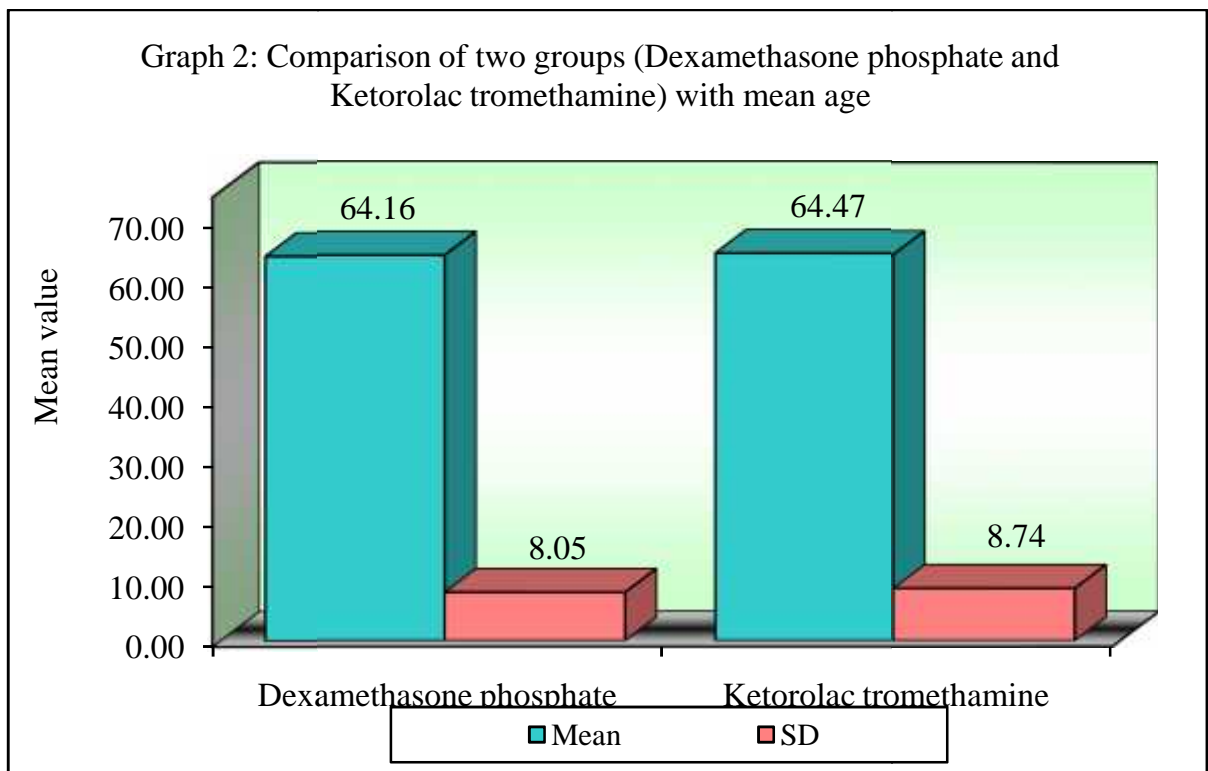 Graph 2: Comparison of two groups (Dexamethasone phosphate and
Ketorolac tromethamine) with mean age
Mean value
70.00
60.00
50.00
40.00
30.00
20.00
10.00
0.00
64.16
8.05
64.47
8.74
Dexamethasone phosphate
Ketorolac tromethamine
Mean
SD